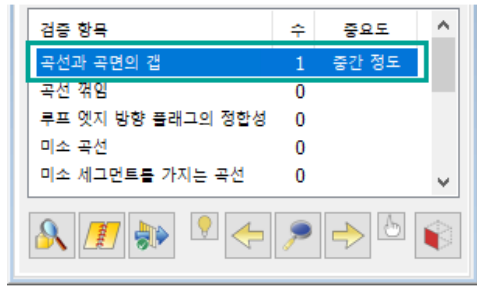 검증 항목 수 중요도
곡선과 곡면의 갭 1 중간 정도
곡선 꺾임 0
루프 엣지 방향 플래그의 정합성 0
미소 곡선 0
미소 세그먼트를 가지는 곡선 0